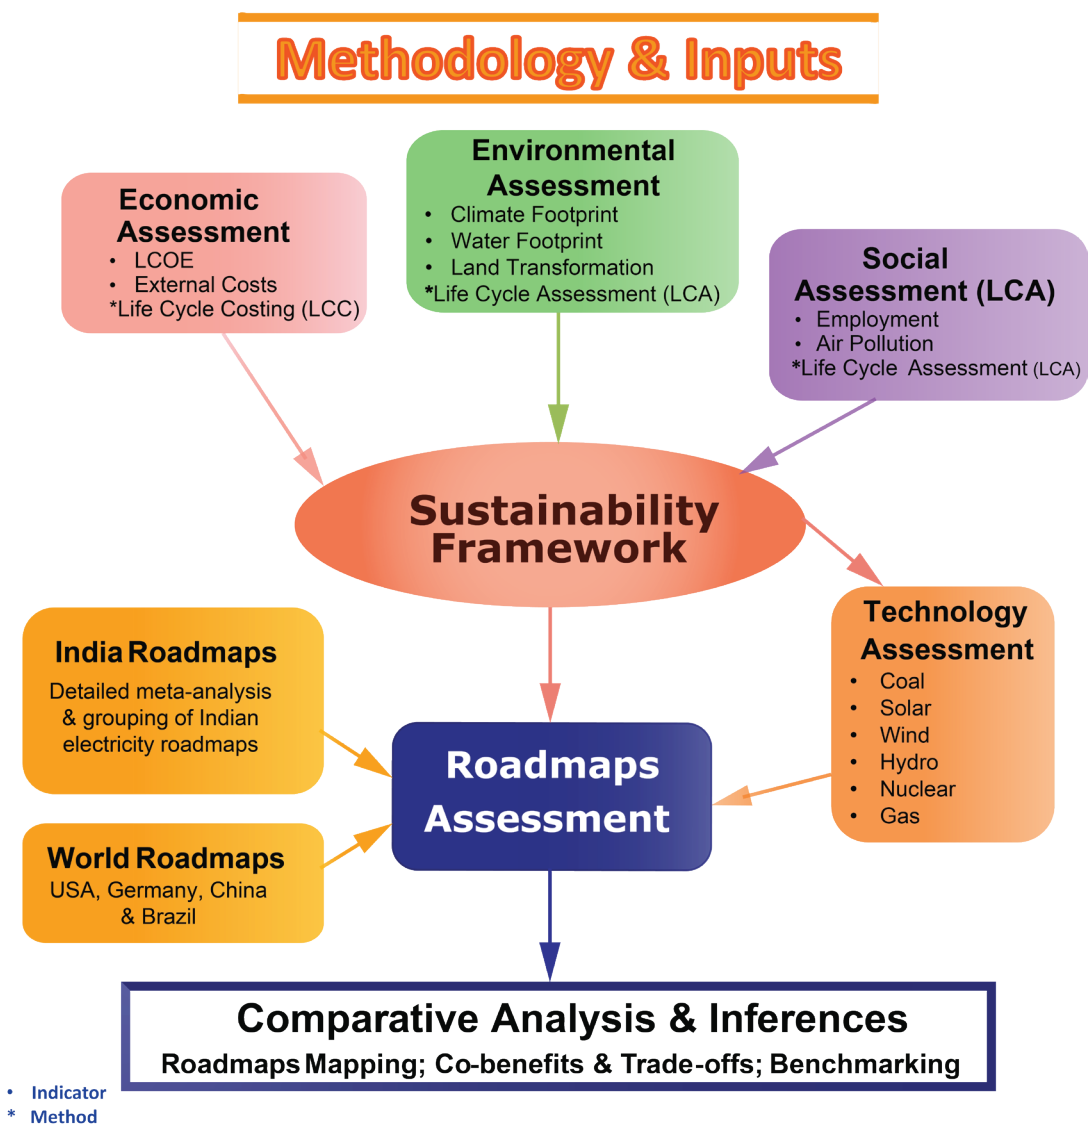 Methodology & Inputs
Economic
Assessment
• LCOE
• External Costs
*Life Cycle Costing (LCC)
Environmental
Assessment
• Climate Footprint
• Water Footprint
• Land Transformation
*Life Cycle Assessment (LCA)
Social
Assessment (LCA)
• Employment
• Air Pollution
*Life Cycle Assessment (LCA)
Sustainability
Framework
India Roadmaps
Detailed meta-analysis
& grouping of Indian
electricity roadmaps
World Roadmaps
USA, Germany, China
& Brazil
Roadmaps
Assessment
Technology
Assessment
• Coal
• Solar
• Wind
• Hydro
• Nuclear
• Gas
Comparative Analysis & Inferences
Roadmaps Mapping; Co-benefits & Trade-offs; Benchmarking
• Indicator
* Method